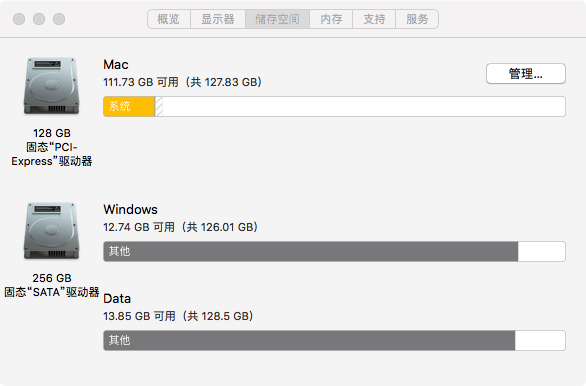 概览 显示器 储存空间 内存 支持 服务
Mac
111.73 GB 可用（共 127.83 GB）
管理...
系统
128 GB
固态“PCI-
Express”驱动器
Windows
12.74 GB 可用（共 126.01 GB）
其他
256 GB
固态“SATA”驱动器
Data
13.85 GB 可用（共 128.5 GB）
其他